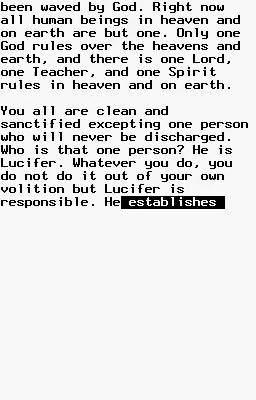 been waved by God. Right now
all human beings in heaven and
on earth are but one. Only one
God rules over the heavens and
earth, and there is one Lord,
one Teacher, and one Spirit
rules in heaven and on earth.
You all are clean and
sanctified excepting one person
who will never be discharged.
Who is that one person? He is
Lucifer. Whatever you do, you
do not do it out of your own
volition but Lucifer is
responsible. He establishes